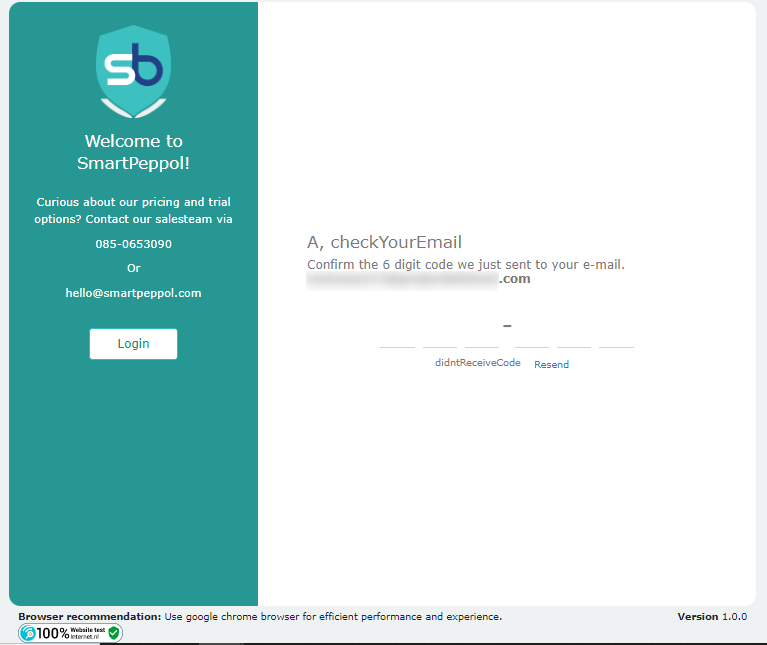 sb
Welcome to
SmartPeppol!
Curious about our pricing and trial
options? Contact our salesteam via
085-0653090
Or
hello@smartpeppol.com
Login
A, checkYourEmail
Confirm the 6 digit code we just sent to your e-mail.
.com
–
didntReceiveCode Resend
Browser recommendation: Use google chrome browser for efficient performance and experience.
Version 1.0.0
100% Website test
Internet.nl